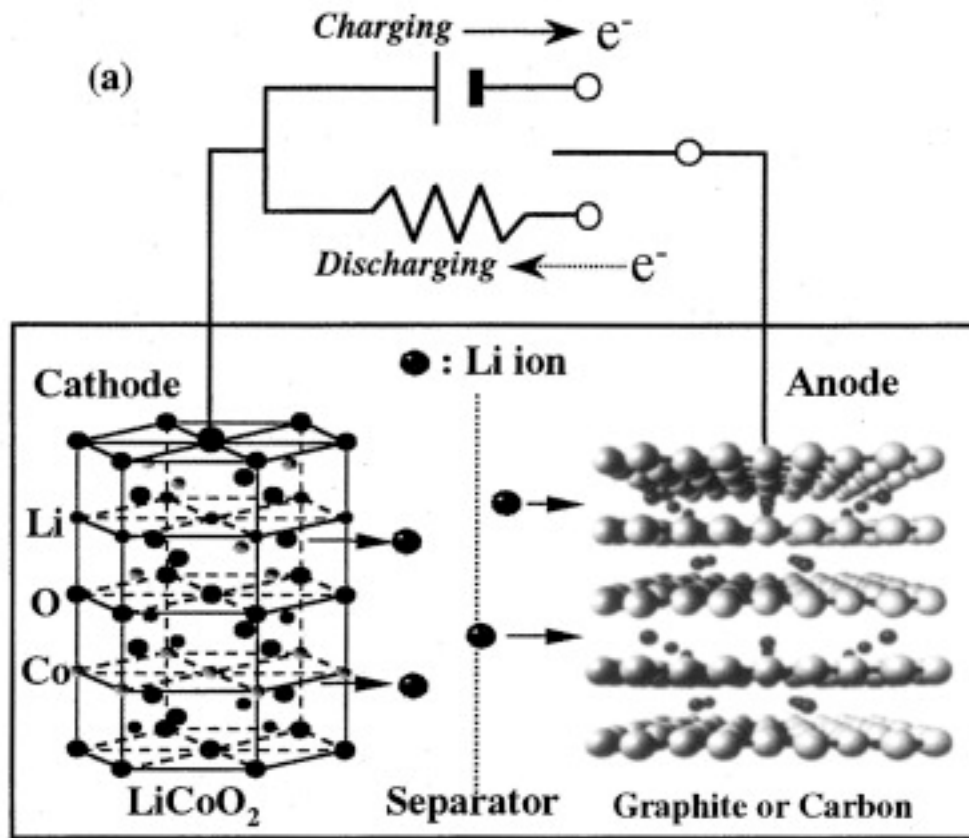 Charging e⁻
(a)
Discharging e⁻
Cathode
: Li ion
Anode
Li
O
Co
LiCoO₂
Separator
Graphite or Carbon